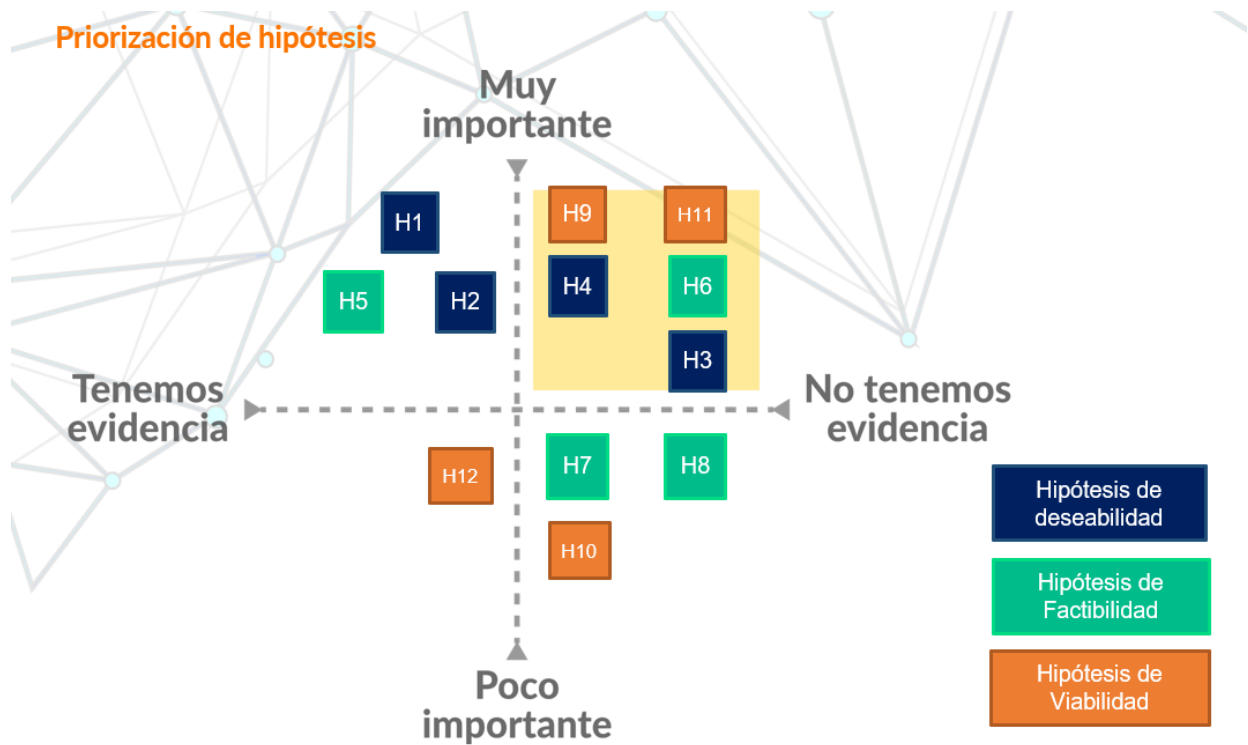 Priorización de hipótesis
Muy
importante
H1
H9
H11
H5
H2
H4
H6
H3
Tenemos
evidencia
No tenemos
evidencia
H12
H7
H8
H10
Poco
importante
Hipótesis de
deseabilidad
Hipótesis de
Factibilidad
Hipótesis de
Viabilidad